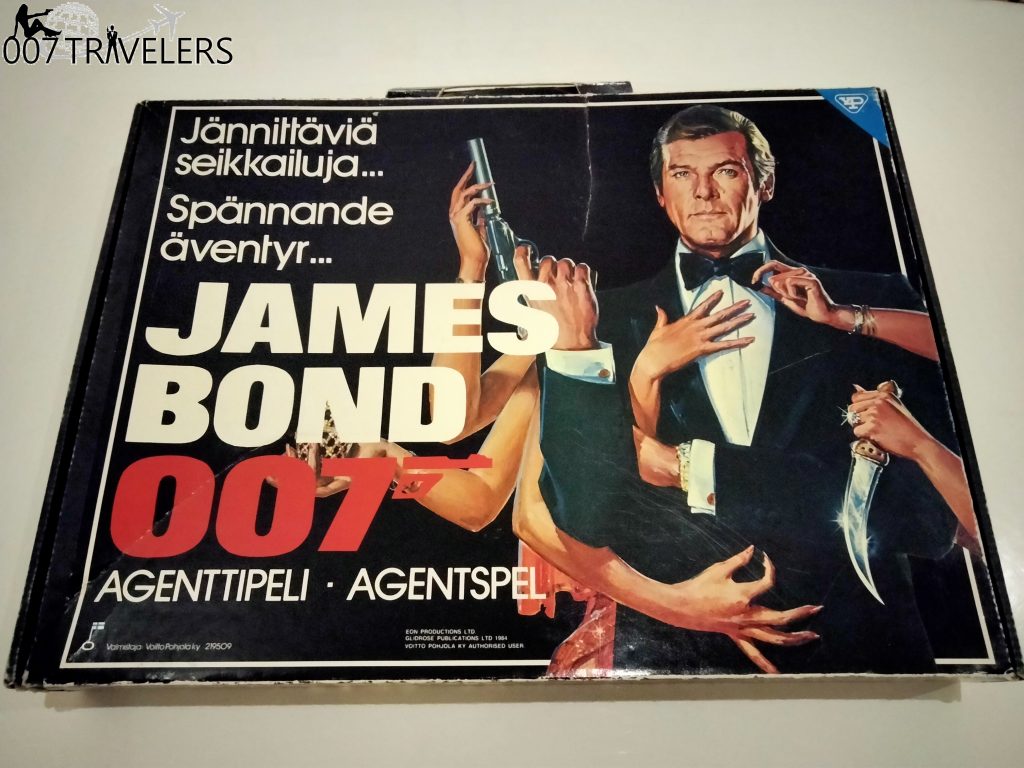 007 TRAVELERS
Jännittäviä
seikkailuja...
Spännande
äventyr...
JAMES
BOND
007
AGENTTIPELI · AGENTSPEL
Valmistaja: Voitto Pohjola ky 219509
EON PRODUCTIONS LTD.
GLIDROSE PUBLICATIONS LTD 1984
VOITTO POHJOLA KY AUTHORISED USER
VP